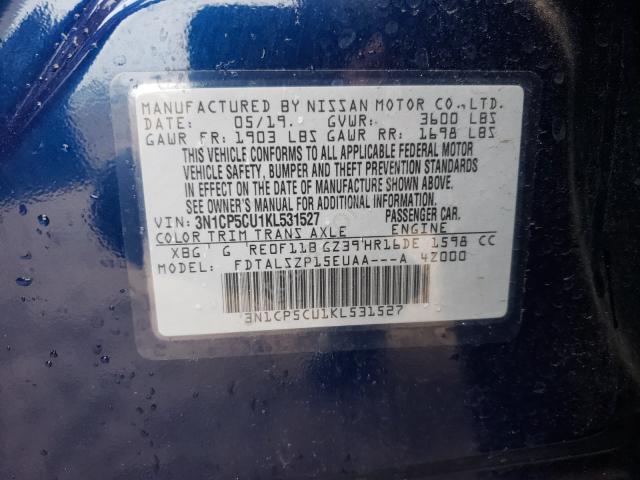 MANUFACTURED BY NISSAN MOTOR CO.,LTD.
DATE: 05/19. GVWR: 3600 LBS
GAWR FR: 1903 LBS GAWR RR: 1698 LBS
THIS VEHICLE CONFORMS TO ALL APPLICABLE FEDERAL MOTOR
VEHICLE SAFETY, BUMPER AND THEFT PREVENTION STANDARDS
IN EFFECT ON THE DATE OF MANUFACTURE SHOWN ABOVE.
SEE OWNER'S MANUAL FOR ADDITIONAL INFORMATION.
VIN: 3N1CP5CU1KL531527 PASSENGER CAR.
COLOR TRIM TRANS AXLE ENGINE
XBG G RE0F11B GZ39 HR16DE 1598 CC
MODEL: FDTALSZP15EUAA---A 4Z000
3N1CP5CU1KL531527